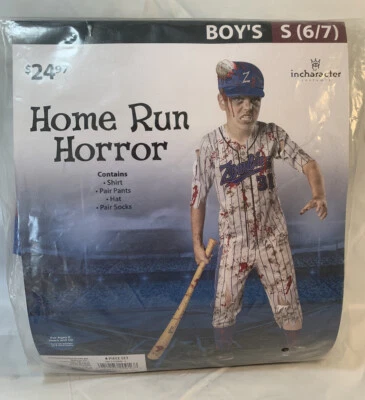 BOY'S S (6/7)
$24.97
incharacter
Home Run
Horror
Contains
• Shirt
• Pair Pants
• Hat
• Pair Socks
Z